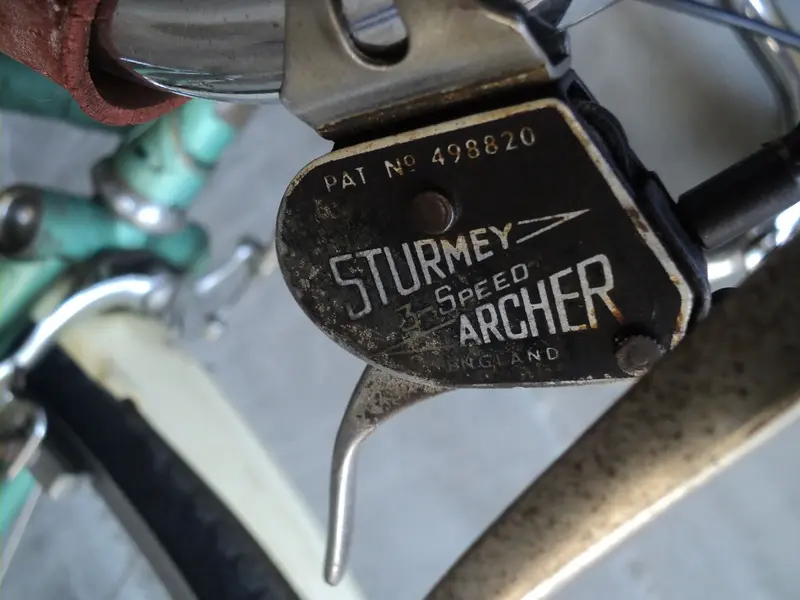 PAT Nº 498820
STURMEY
3-SPEED
ARCHER
ENGLAND